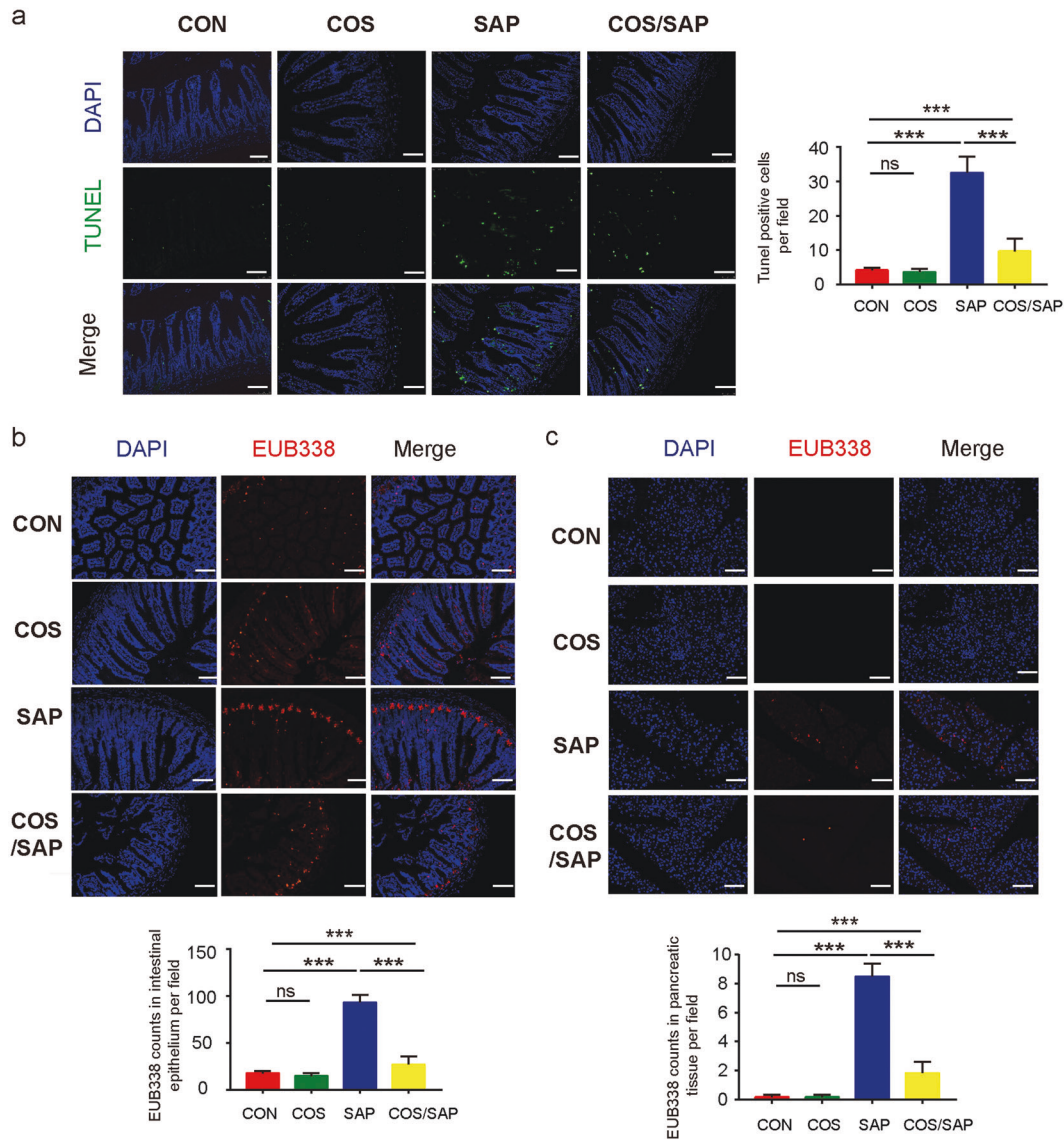 a
CON COS SAP COS/SAP
DAPI
TUNEL
Merge
Tunel positive cells
per field
***
*** ***
ns
40
30
20
10
0
CON COS SAP COS/SAP
b
DAPI EUB338 Merge
CON
COS
SAP
COS
/SAP
EUB338 counts in intestinal
epithelium per field
***
*** ***
ns
150
100
50
0
CON COS SAP COS/SAP
c
DAPI EUB338 Merge
CON
COS
SAP
COS
/SAP
EUB338 counts in pancreatic
tissue per field
***
*** ***
ns
10
8
6
4
2
0
CON COS SAP COS/SAP